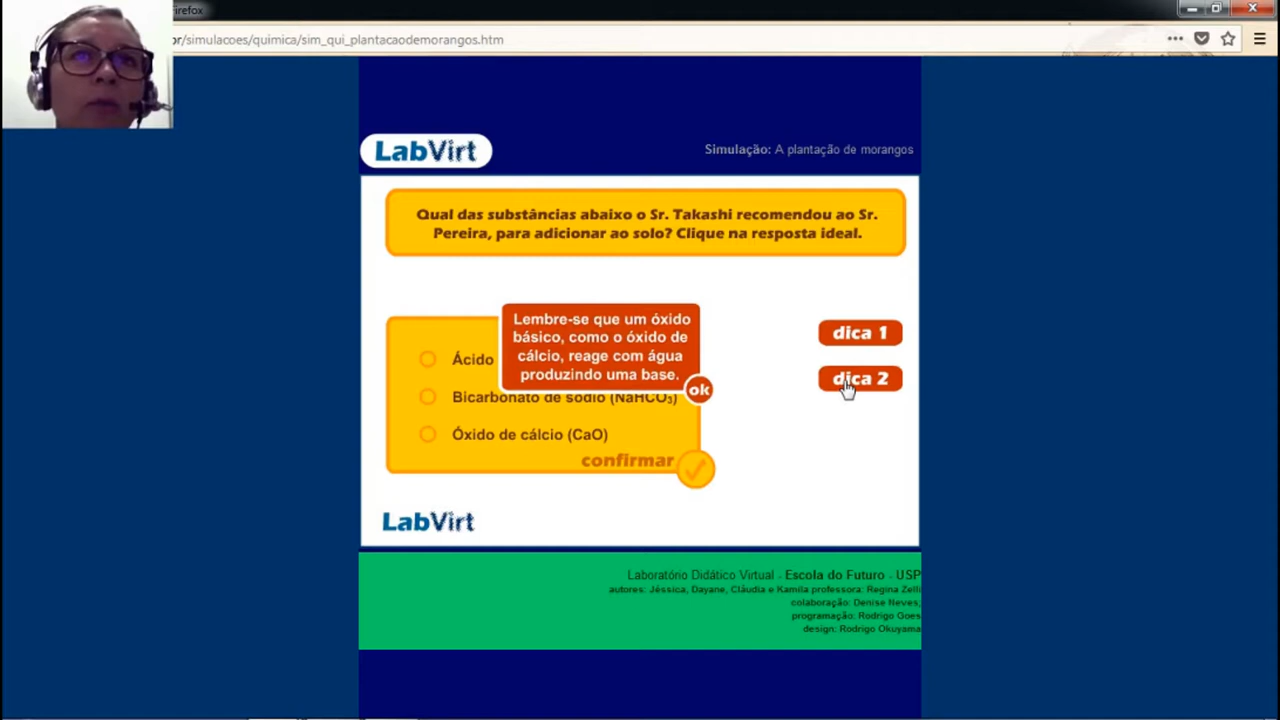 Firefox
br/simulacoes/quimica/sim_qui_plantacaodemorangos.htm
LabVirt
Simulação: A plantação de morangos
Qual das substâncias abaixo o Sr. Takashi recomendou ao Sr.
Pereira, para adicionar ao solo? Clique na resposta ideal.
Lembre-se que um óxido
básico, como o óxido de
cálcio, reage com água
produzindo uma base.
ok
Ácido
Bicarbonato de sódio (NaHCO₃)
Óxido de cálcio (CaO)
confirmar
dica 1
dica 2
LabVirt
Laboratório Didático Virtual - Escola do Futuro - USP
autores: Jéssica, Dayane, Cláudia e Kamila professora: Regina Zelli
colaboração: Denise Neves;
programação: Rodrigo Goes
design: Rodrigo Okuyama